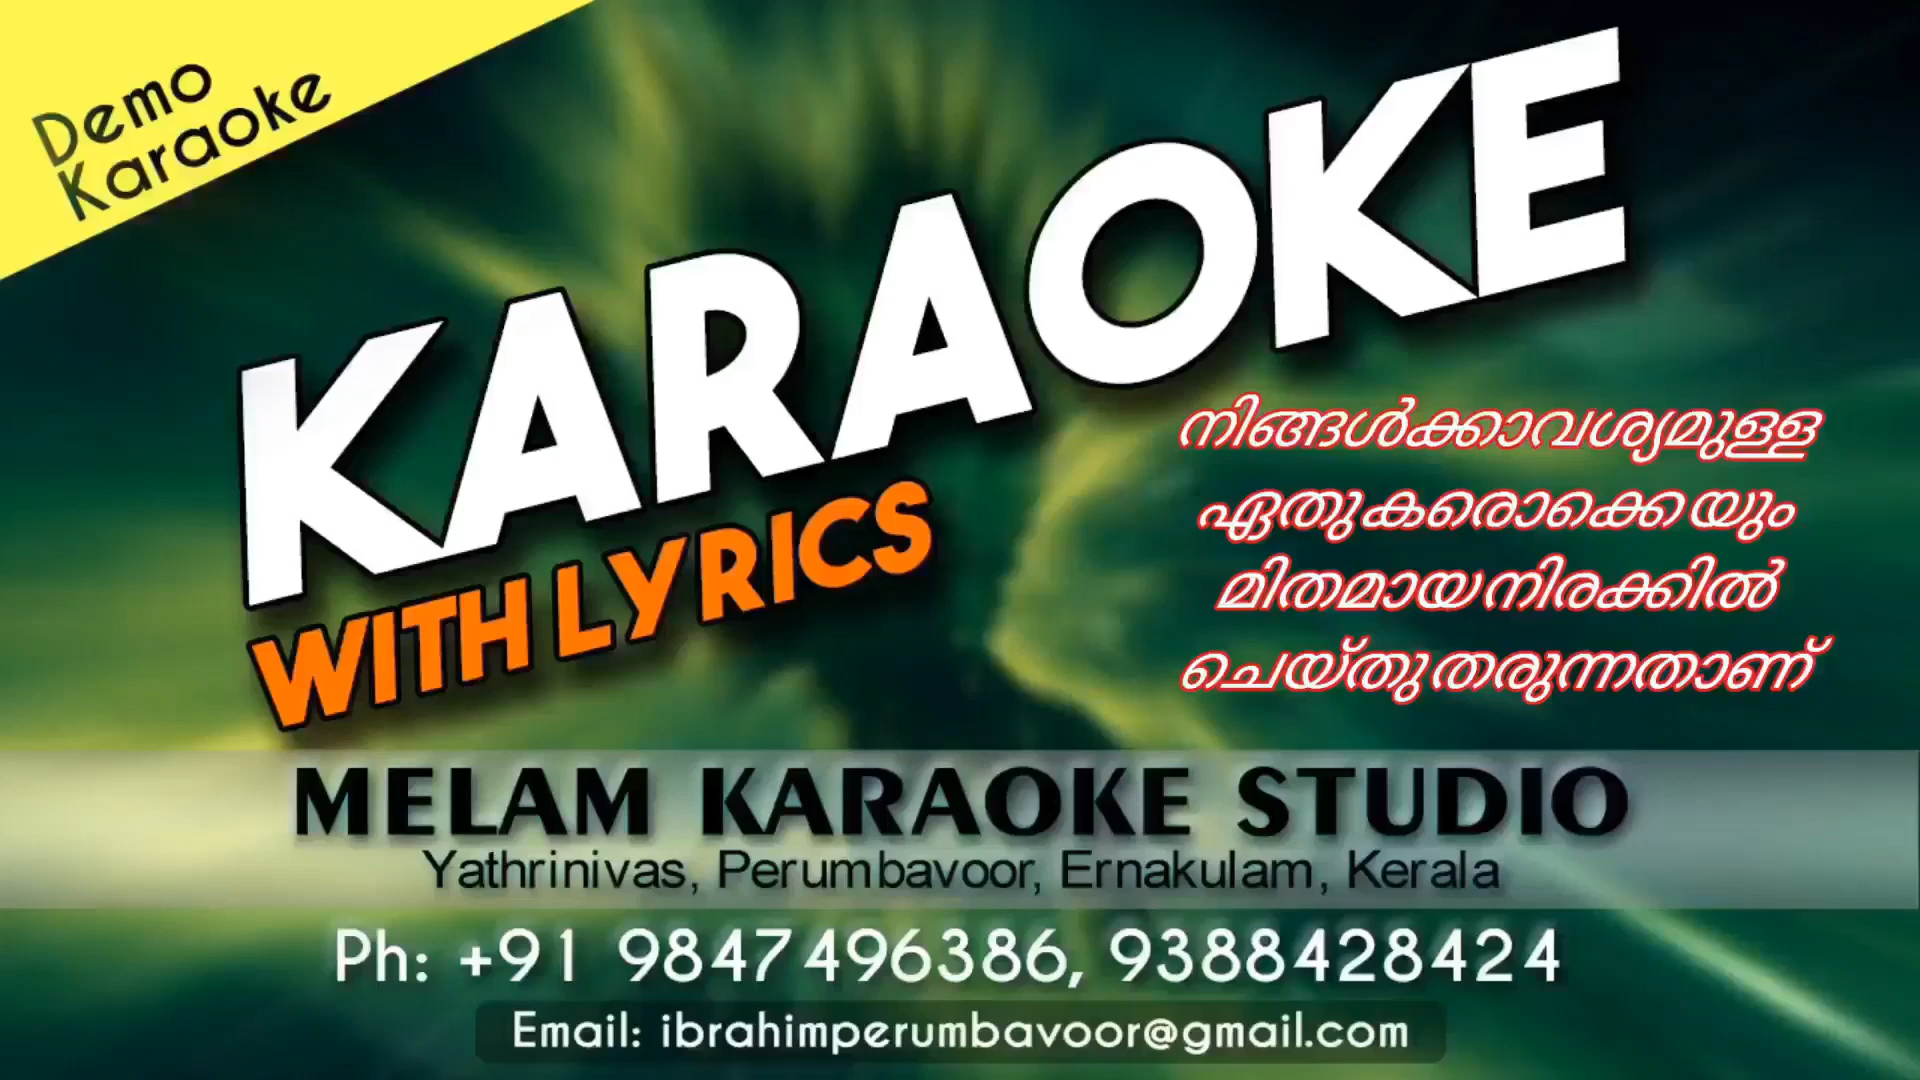 Demo
Karaoke
KARAOKE
WITH LYRICS
നിങ്ങൾക്കാവശ്യമുള്ള
ഏതുകരൊക്കെയും
മിതമായനിരക്കിൽ
ചെയ്തുതരുന്നതാണ്
MELAM KARAOKE STUDIO
Yathrinivas, Perumbavoor, Ernakulam, Kerala
Ph: +91 9847496386, 9388428424
Email: ibrahimperumbavoor@gmail.com